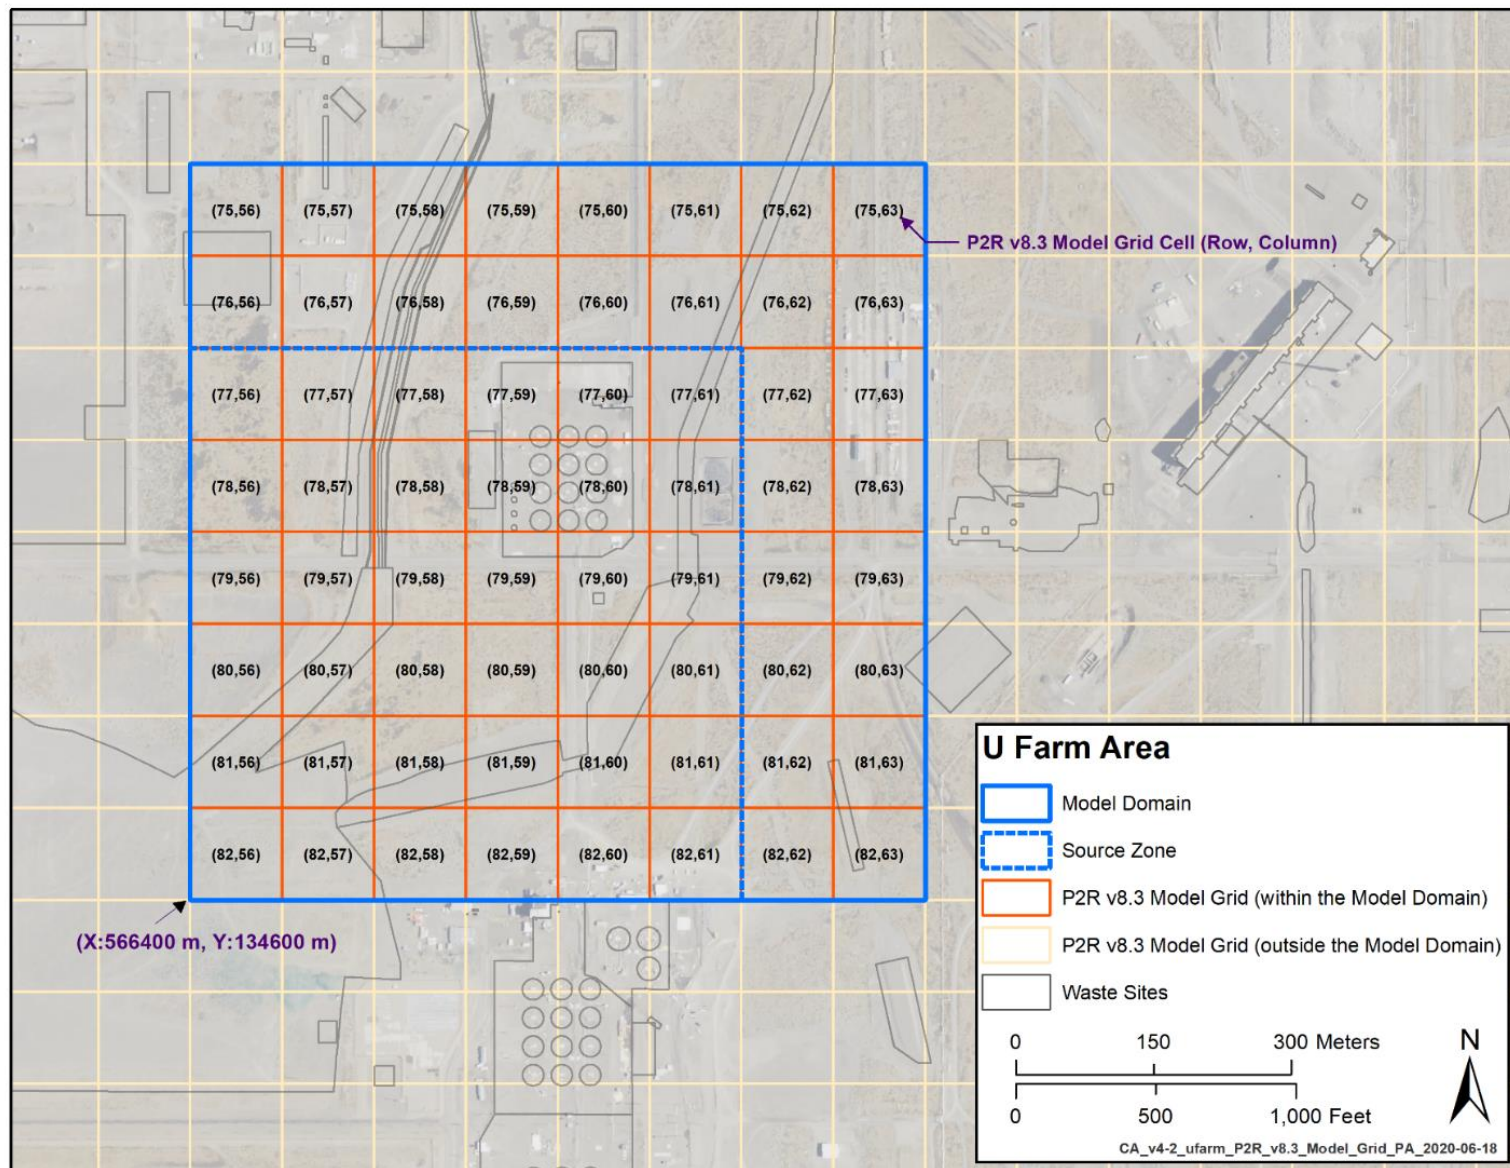 (75,56) (75,57) (75,58) (75,59) (75,60) (75,61) (75,62) (75,63)
P2R v8.3 Model Grid Cell (Row, Column)
(76,56) (76,57) (76,58) (76,59) (76,60) (76,61) (76,62) (76,63)
(77,56) (77,57) (77,58) (77,59) (77,60) (77,61) (77,62) (77,63)
(78,56) (78,57) (78,58) (78,59) (78,60) (78,61) (78,62) (78,63)
(79,56) (79,57) (79,58) (79,59) (79,60) (79,61) (79,62) (79,63)
(80,56) (80,57) (80,58) (80,59) (80,60) (80,61) (80,62) (80,63)
(81,56) (81,57) (81,58) (81,59) (81,60) (81,61) (81,62) (81,63)
(82,56) (82,57) (82,58) (82,59) (82,60) (82,61) (82,62) (82,63)
(X:566400 m, Y:134600 m)
U Farm Area
Model Domain
Source Zone
P2R v8.3 Model Grid (within the Model Domain)
P2R v8.3 Model Grid (outside the Model Domain)
Waste Sites
0 150 300 Meters
0 500 1,000 Feet
N
CA_v4-2_ufarm_P2R_v8.3_Model_Grid_PA_2020-06-18